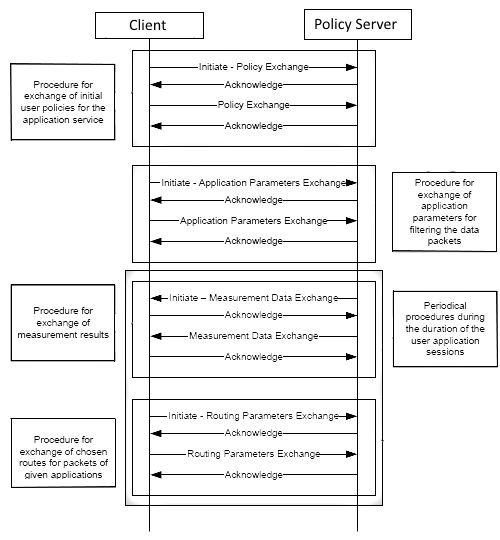 Client
Policy Server
Procedure for
exchange of initial
user policies for the
application service
Initiate - Policy Exchange
Acknowledge
Policy Exchange
Acknowledge
Initiate - Application Parameters Exchange
Acknowledge
Application Parameters Exchange
Acknowledge
Procedure for
exchange of
application
parameters for
filtering the data
packets
Procedure for
exchange of
measurement results
Initiate – Measurement Data Exchange
Acknowledge
Measurement Data Exchange
Acknowledge
Periodical
procedures during
the duration of the
user application
sessions
Procedure for
exchange of chosen
routes for packets of
given applications
Initiate - Routing Parameters Exchange
Acknowledge
Routing Parameters Exchange
Acknowledge